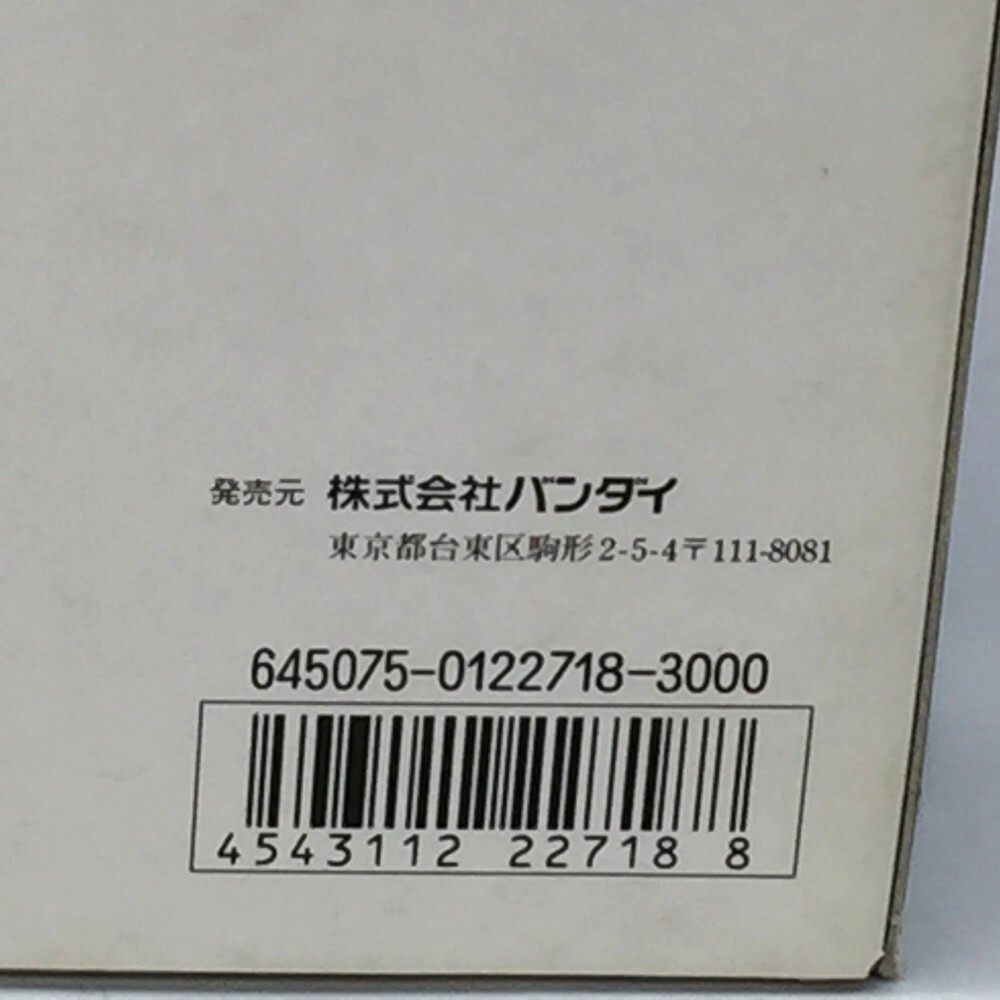 発売元 株式会社バンダイ
東京都台東区駒形2-5-4〒111-8081
645075-0122718-3000
4543112 22718 8